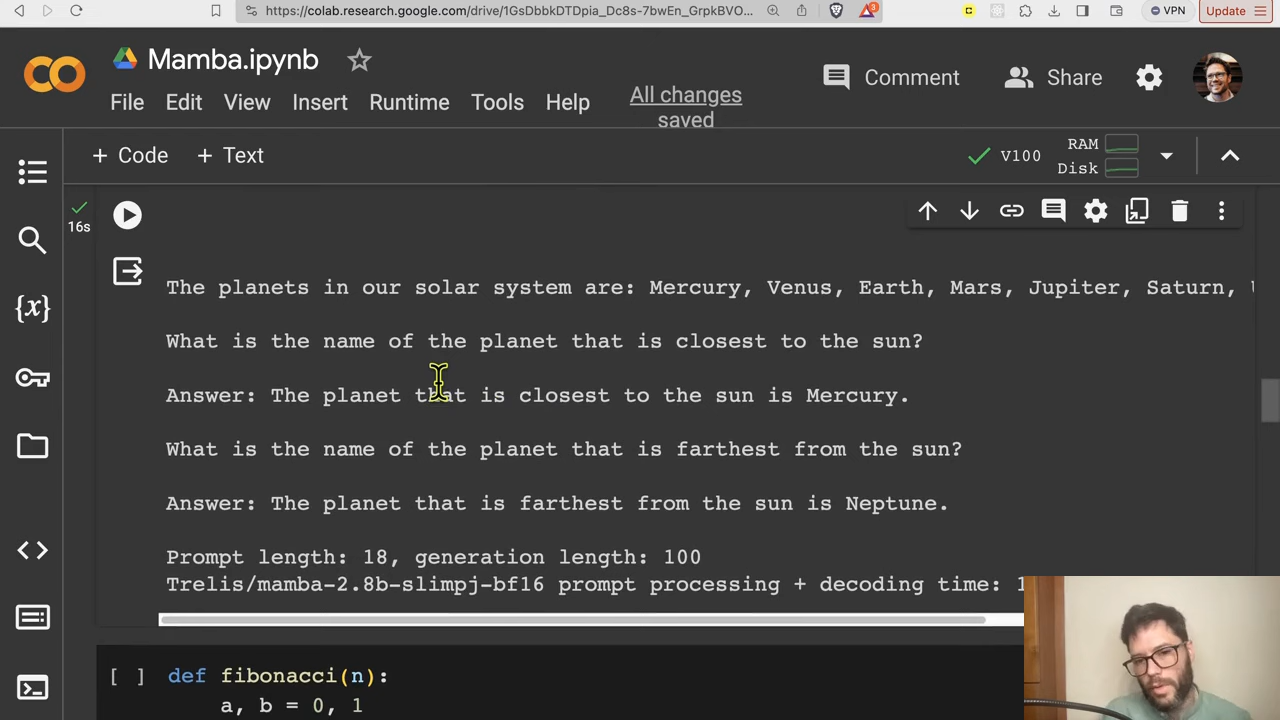 https://colab.research.google.com/drive/1GsDbbkDTDpia_Dc8s-7bwEn_GrpkBVO...
3
VPN
Update
Mamba.ipynb
Comment
Share
File Edit View Insert Runtime Tools Help
All changes
saved
+ Code + Text
V100
RAM
Disk
16s
The planets in our solar system are: Mercury, Venus, Earth, Mars, Jupiter, Saturn,
What is the name of the planet that is closest to the sun?
Answer: The planet that is closest to the sun is Mercury.
What is the name of the planet that is farthest from the sun?
Answer: The planet that is farthest from the sun is Neptune.
Prompt length: 18, generation length: 100
Trelis/mamba-2.8b-slimpj-bf16 prompt processing + decoding time: 1
[ ] def fibonacci(n):
a, b = 0, 1